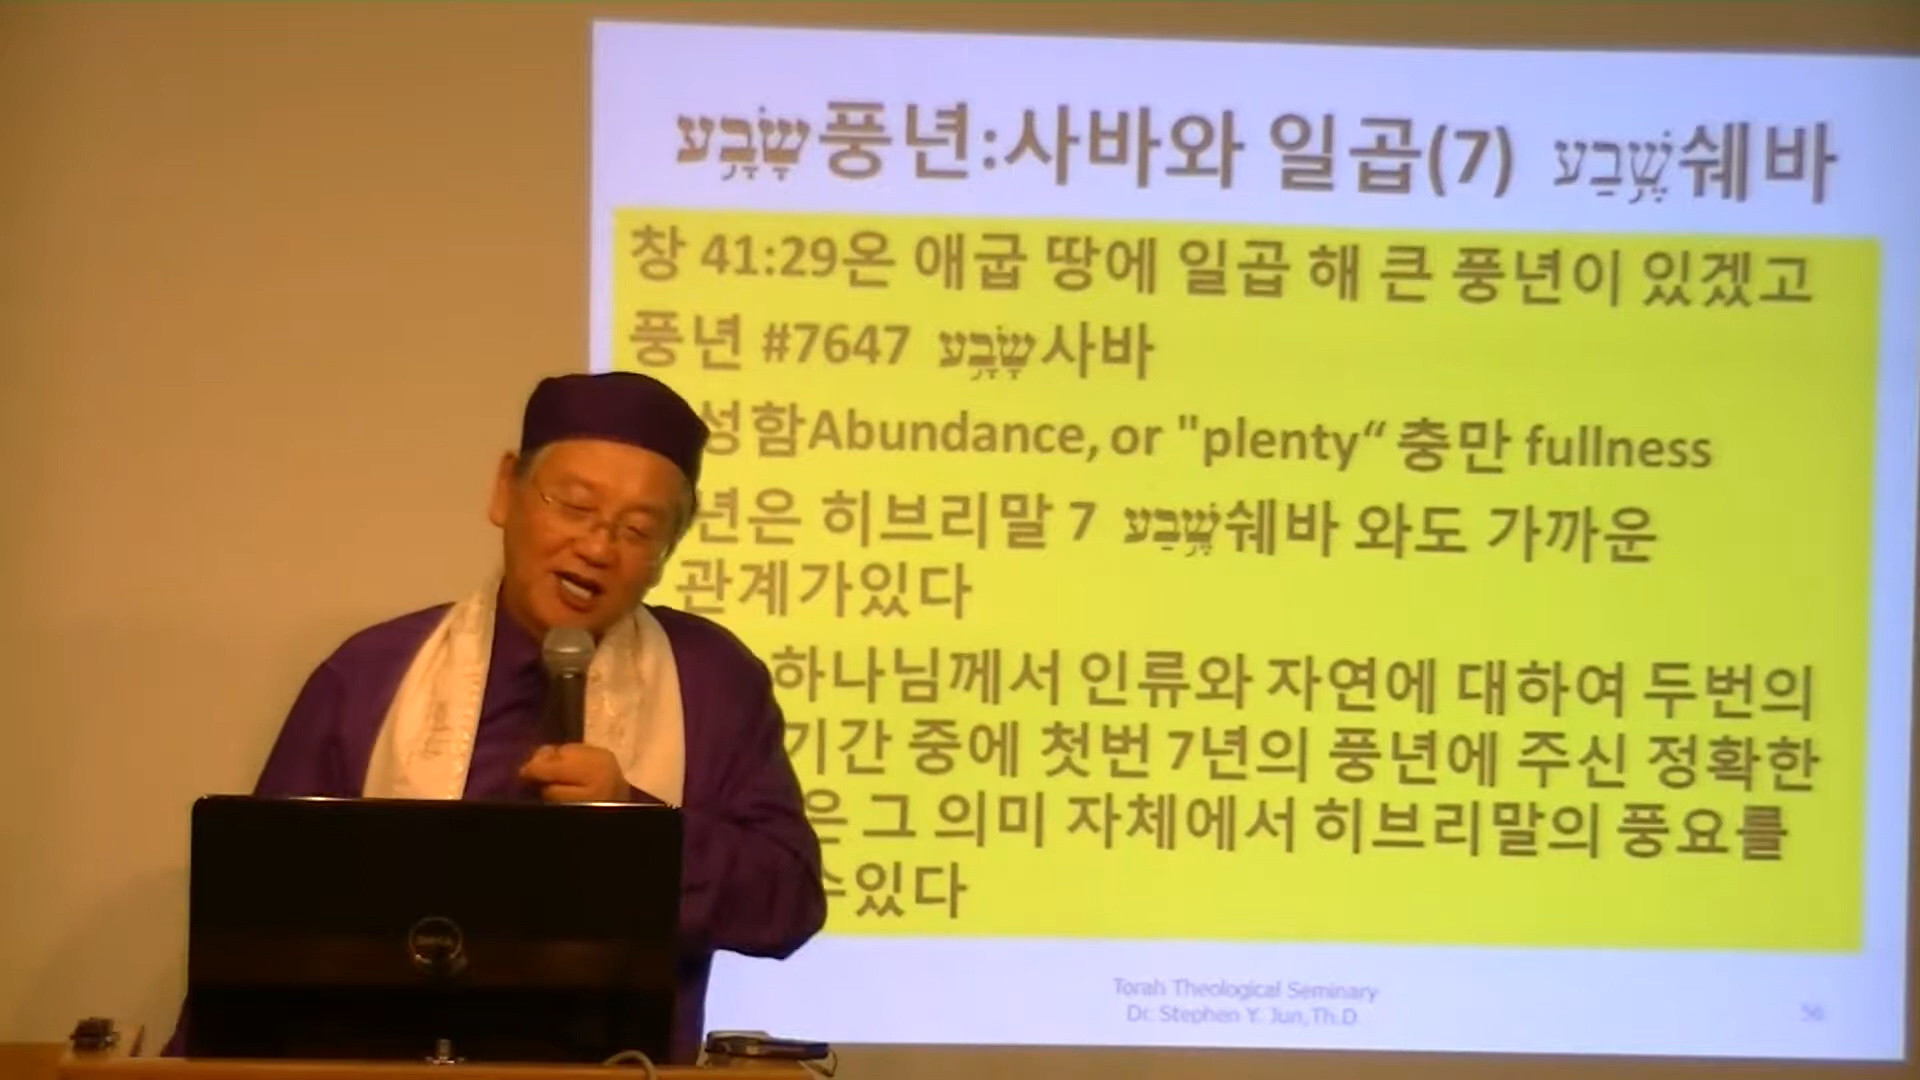 שָׂבָ֥ע풍년:사바와 일곱(7) שֶׁ֥בַע쉐바
창 41:29온 애굽 땅에 일곱 해 큰 풍년이 있겠고
풍년 #7647 שָׂבָ֥ע사바
성함Abundance, or "plenty“ 충만 fullness
년은 히브리말 7 שֶׁ֥בַע쉐바 와도 가까운
관계가있다
하나님께서 인류와 자연에 대하여 두번의
기간 중에 첫번 7년의 풍년에 주신 정확한
은 그 의미 자체에서 히브리말의 풍요를
수있다
Torah Theological Seminary
Dr. Stephen Y. Jun,Th.D
56
DELL